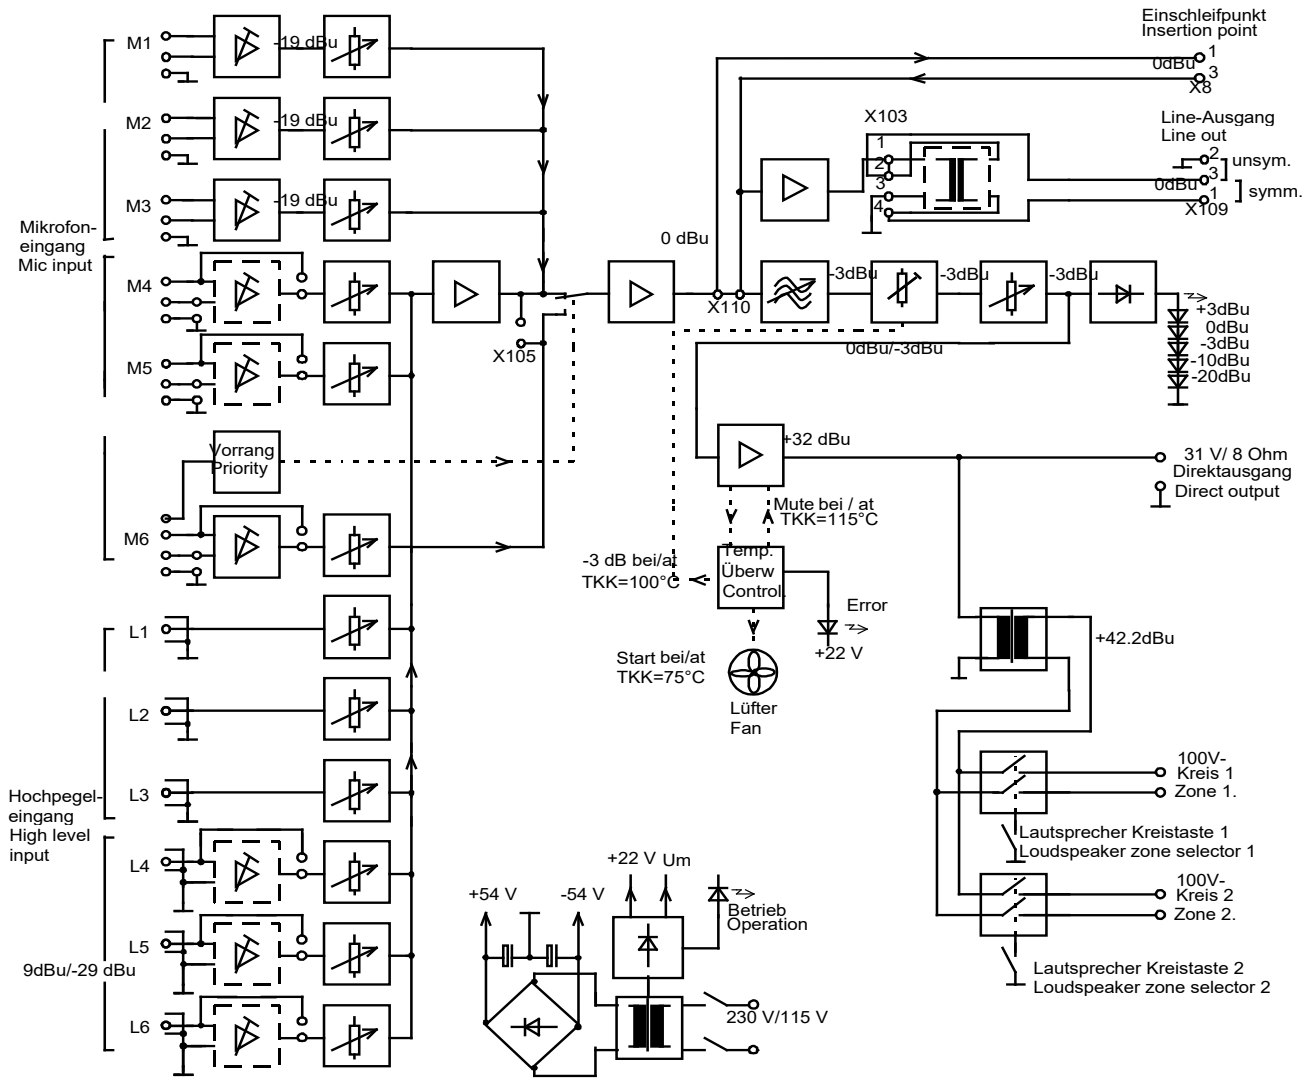 M1
-19 dBu
M2
-19 dBu
M3
-19 dBu
Mikrofon-
eingang
Mic input
M4
M5
Vorrang
Priority
M6
L1
L2
L3
Hochpegel-
eingang
High level
input
L4
L5
9dBu/-29 dBu
L6
X105
0 dBu
X110
Einschleifpunkt
Insertion point
1
0dBu
3
X8
X103
1
2
3
4
Line-Ausgang
Line out
2
unsym.
3
0dBu
symm.
1
X109
-3dBu
-3dBu
-3dBu
0dBu/-3dBu
+3dBu
0dBu
-3dBu
-10dBu
-20dBu
+32 dBu
31 V/ 8 Ohm
Direktausgang
Direct output
Mute bei / at
TKK=115°C
-3 dB bei/at
TKK=100°C
Temp.
Überw
Control.
Error
+22 V
Start bei/at
TKK=75°C
Lüfter
Fan
+42.2dBu
100V-
Kreis 1
Zone 1.
Lautsprecher Kreistaste 1
Loudspeaker zone selector 1
100V-
Kreis 2
Zone 2.
Lautsprecher Kreistaste 2
Loudspeaker zone selector 2
+54 V
-54 V
+22 V
Um
Betrieb
Operation
230 V/115 V